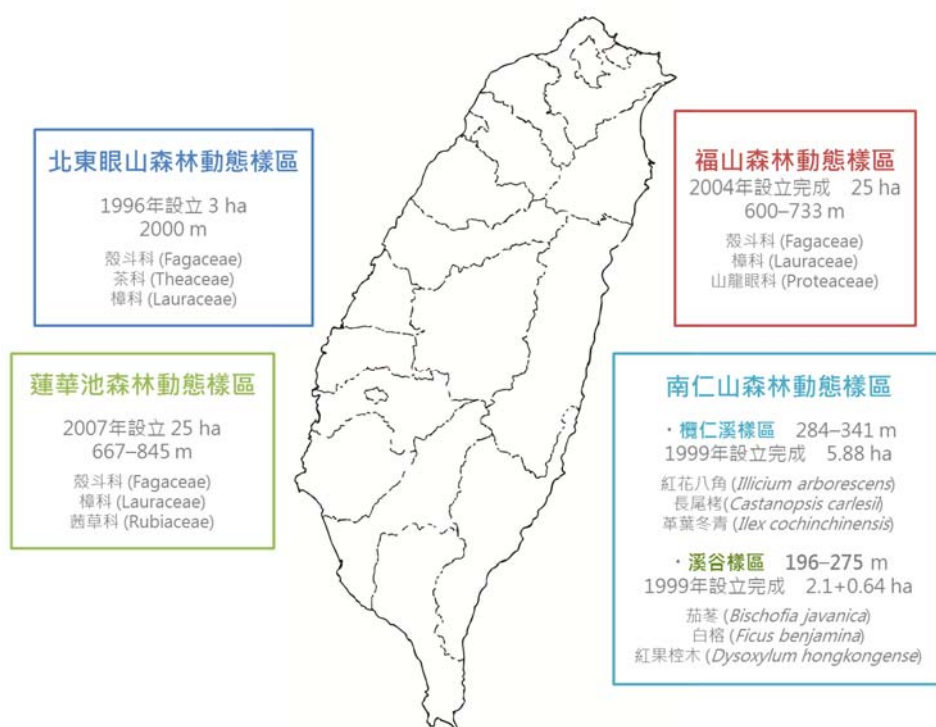 北東眼山森林動態樣區
1996年設立 3 ha
2000 m
殼斗科 (Fagaceae)
茶科 (Theaceae)
樟科 (Lauraceae)
蓮華池森林動態樣區
2007年設立 25 ha
667–845 m
殼斗科 (Fagaceae)
樟科 (Lauraceae)
茜草科 (Rubiaceae)
福山森林動態樣區
2004年設立完成 25 ha
600–733 m
殼斗科 (Fagaceae)
樟科 (Lauraceae)
山龍眼科 (Proteaceae)
南仁山森林動態樣區
・欖仁溪樣區 284–341 m
1999年設立完成 5.88 ha
紅花八角 (Illicium arborescens)
長尾栲 (Castanopsis carlesii)
革葉冬青 (Ilex cochinchinensis)
・溪谷樣區 196–275 m
1999年設立完成 2.1+0.64 ha
茄苳 (Bischofia javanica)
白榕 (Ficus benjamina)
紅果椌木 (Dysoxylum hongkongense)